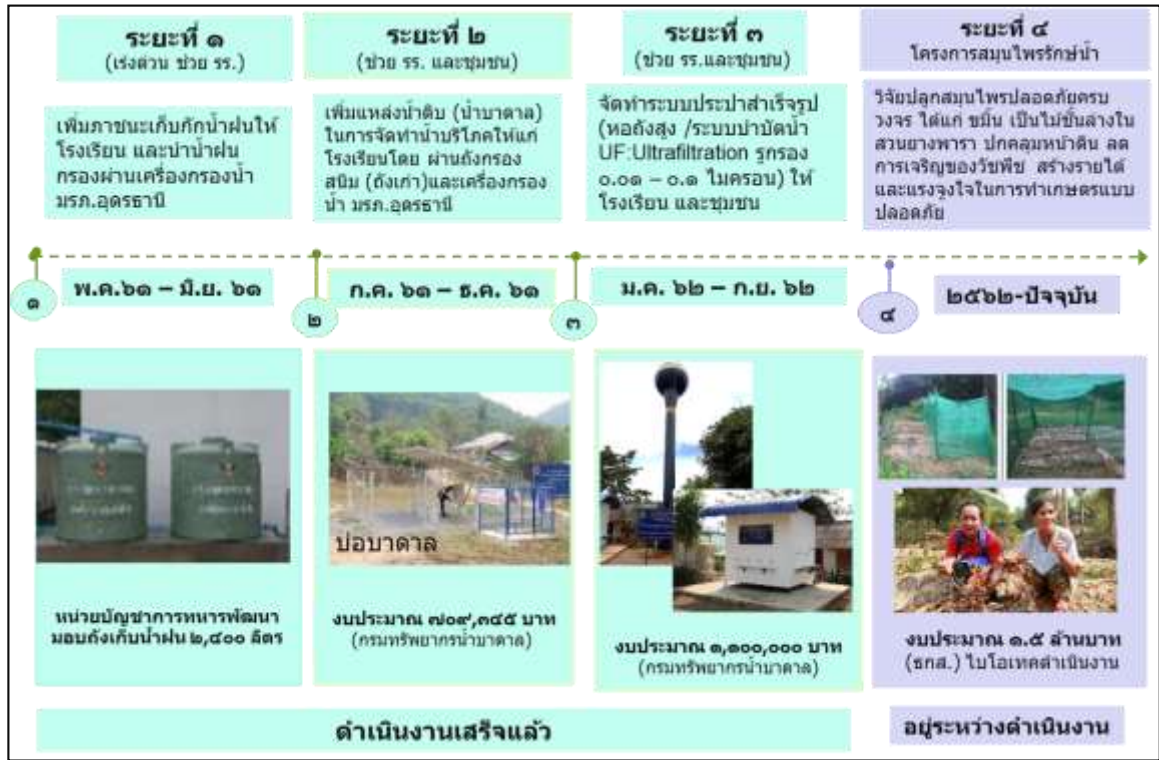 ระยะที่ ๑
(เร่งด่วน ช่วย รร.)
เพิ่มภาชนะเก็บกักน้ำฝนให้
โรงเรียน และนำน้ำฝน
กรองผ่านเครื่องกรองน้ำ
มรภ.อุดรธานี
ระยะที่ ๒
(ช่วย รร. และชุมชน)
เพิ่มแหล่งน้ำดิบ (น้ำบาดาล)
ในการจัดทำน้ำบริโภคให้แก่
โรงเรียนโดย ผ่านถังกรอง
สนิม (ถังเก่า)และเครื่องกรอง
น้ำ มรภ.อุดรธานี
ระยะที่ ๓
(ช่วย รร.และชุมชน)
จัดทำระบบประปาสำเร็จรูป
(หอถังสูง /ระบบบำบัดน้ำ
UF:Ultrafiltration รูกรอง
๐.๐๑ – ๐.๑ ไมครอน) ให้
โรงเรียน และชุมชน
ระยะที่ ๔
โครงการสมุนไพรรักษ์น้ำ
วิจัยปลูกสมุนไพรปลอดภัยครบ
วงจร ได้แก่ ขมิ้น เป็นไม้ชั้นล่างใน
สวนยางพารา ปกคลุมหน้าดิน ลด
การเจริญของวัชพืช สร้างรายได้
และแรงจูงใจในการทำเกษตรแบบ
ปลอดภัย
๑ พ.ค.๖๑ – มิ.ย. ๖๑
๒ ก.ค. ๖๑ – ธ.ค. ๖๑
๓ ม.ค. ๖๒ – ก.ย. ๖๒
๔ ๒๕๖๒-ปัจจุบัน
หน่วยบัญชาการทหารพัฒนา
มอบถังเก็บน้ำฝน ๒,๔๐๐ ลิตร
บ่อบาดาล
งบประมาณ ๗๐๙,๓๔๕ บาท
(กรมทรัพยากรน้ำบาดาล)
งบประมาณ ๑,๑๐๐,๐๐๐ บาท
(กรมทรัพยากรน้ำบาดาล)
งบประมาณ ๑.๕ ล้านบาท
(ธกส.) ไบโอเทคดำเนินงาน
ดำเนินงานเสร็จแล้ว
อยู่ระหว่างดำเนินงาน